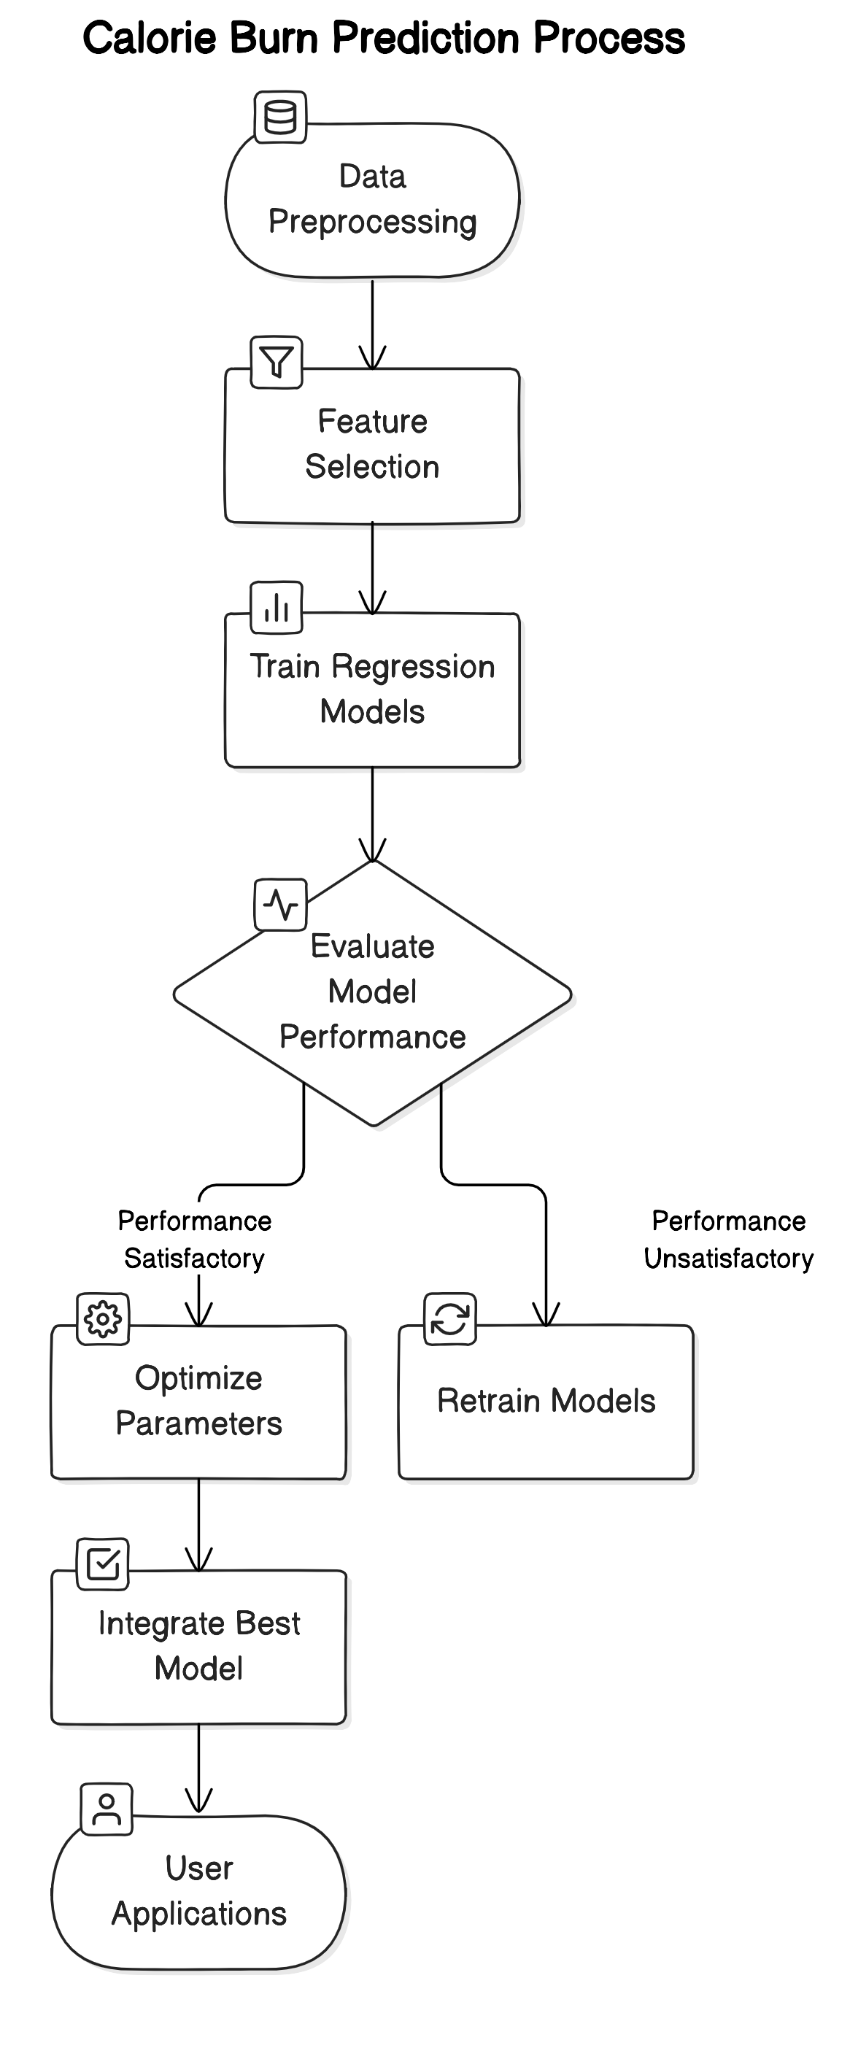 Calorie Burn Prediction Process
Data
Preprocessing
Feature
Selection
Train Regression
Models
Evaluate
Model
Performance
Performance
Satisfactory
Performance
Unsatisfactory
Optimize
Parameters
Retrain Models
Integrate Best
Model
User
Applications